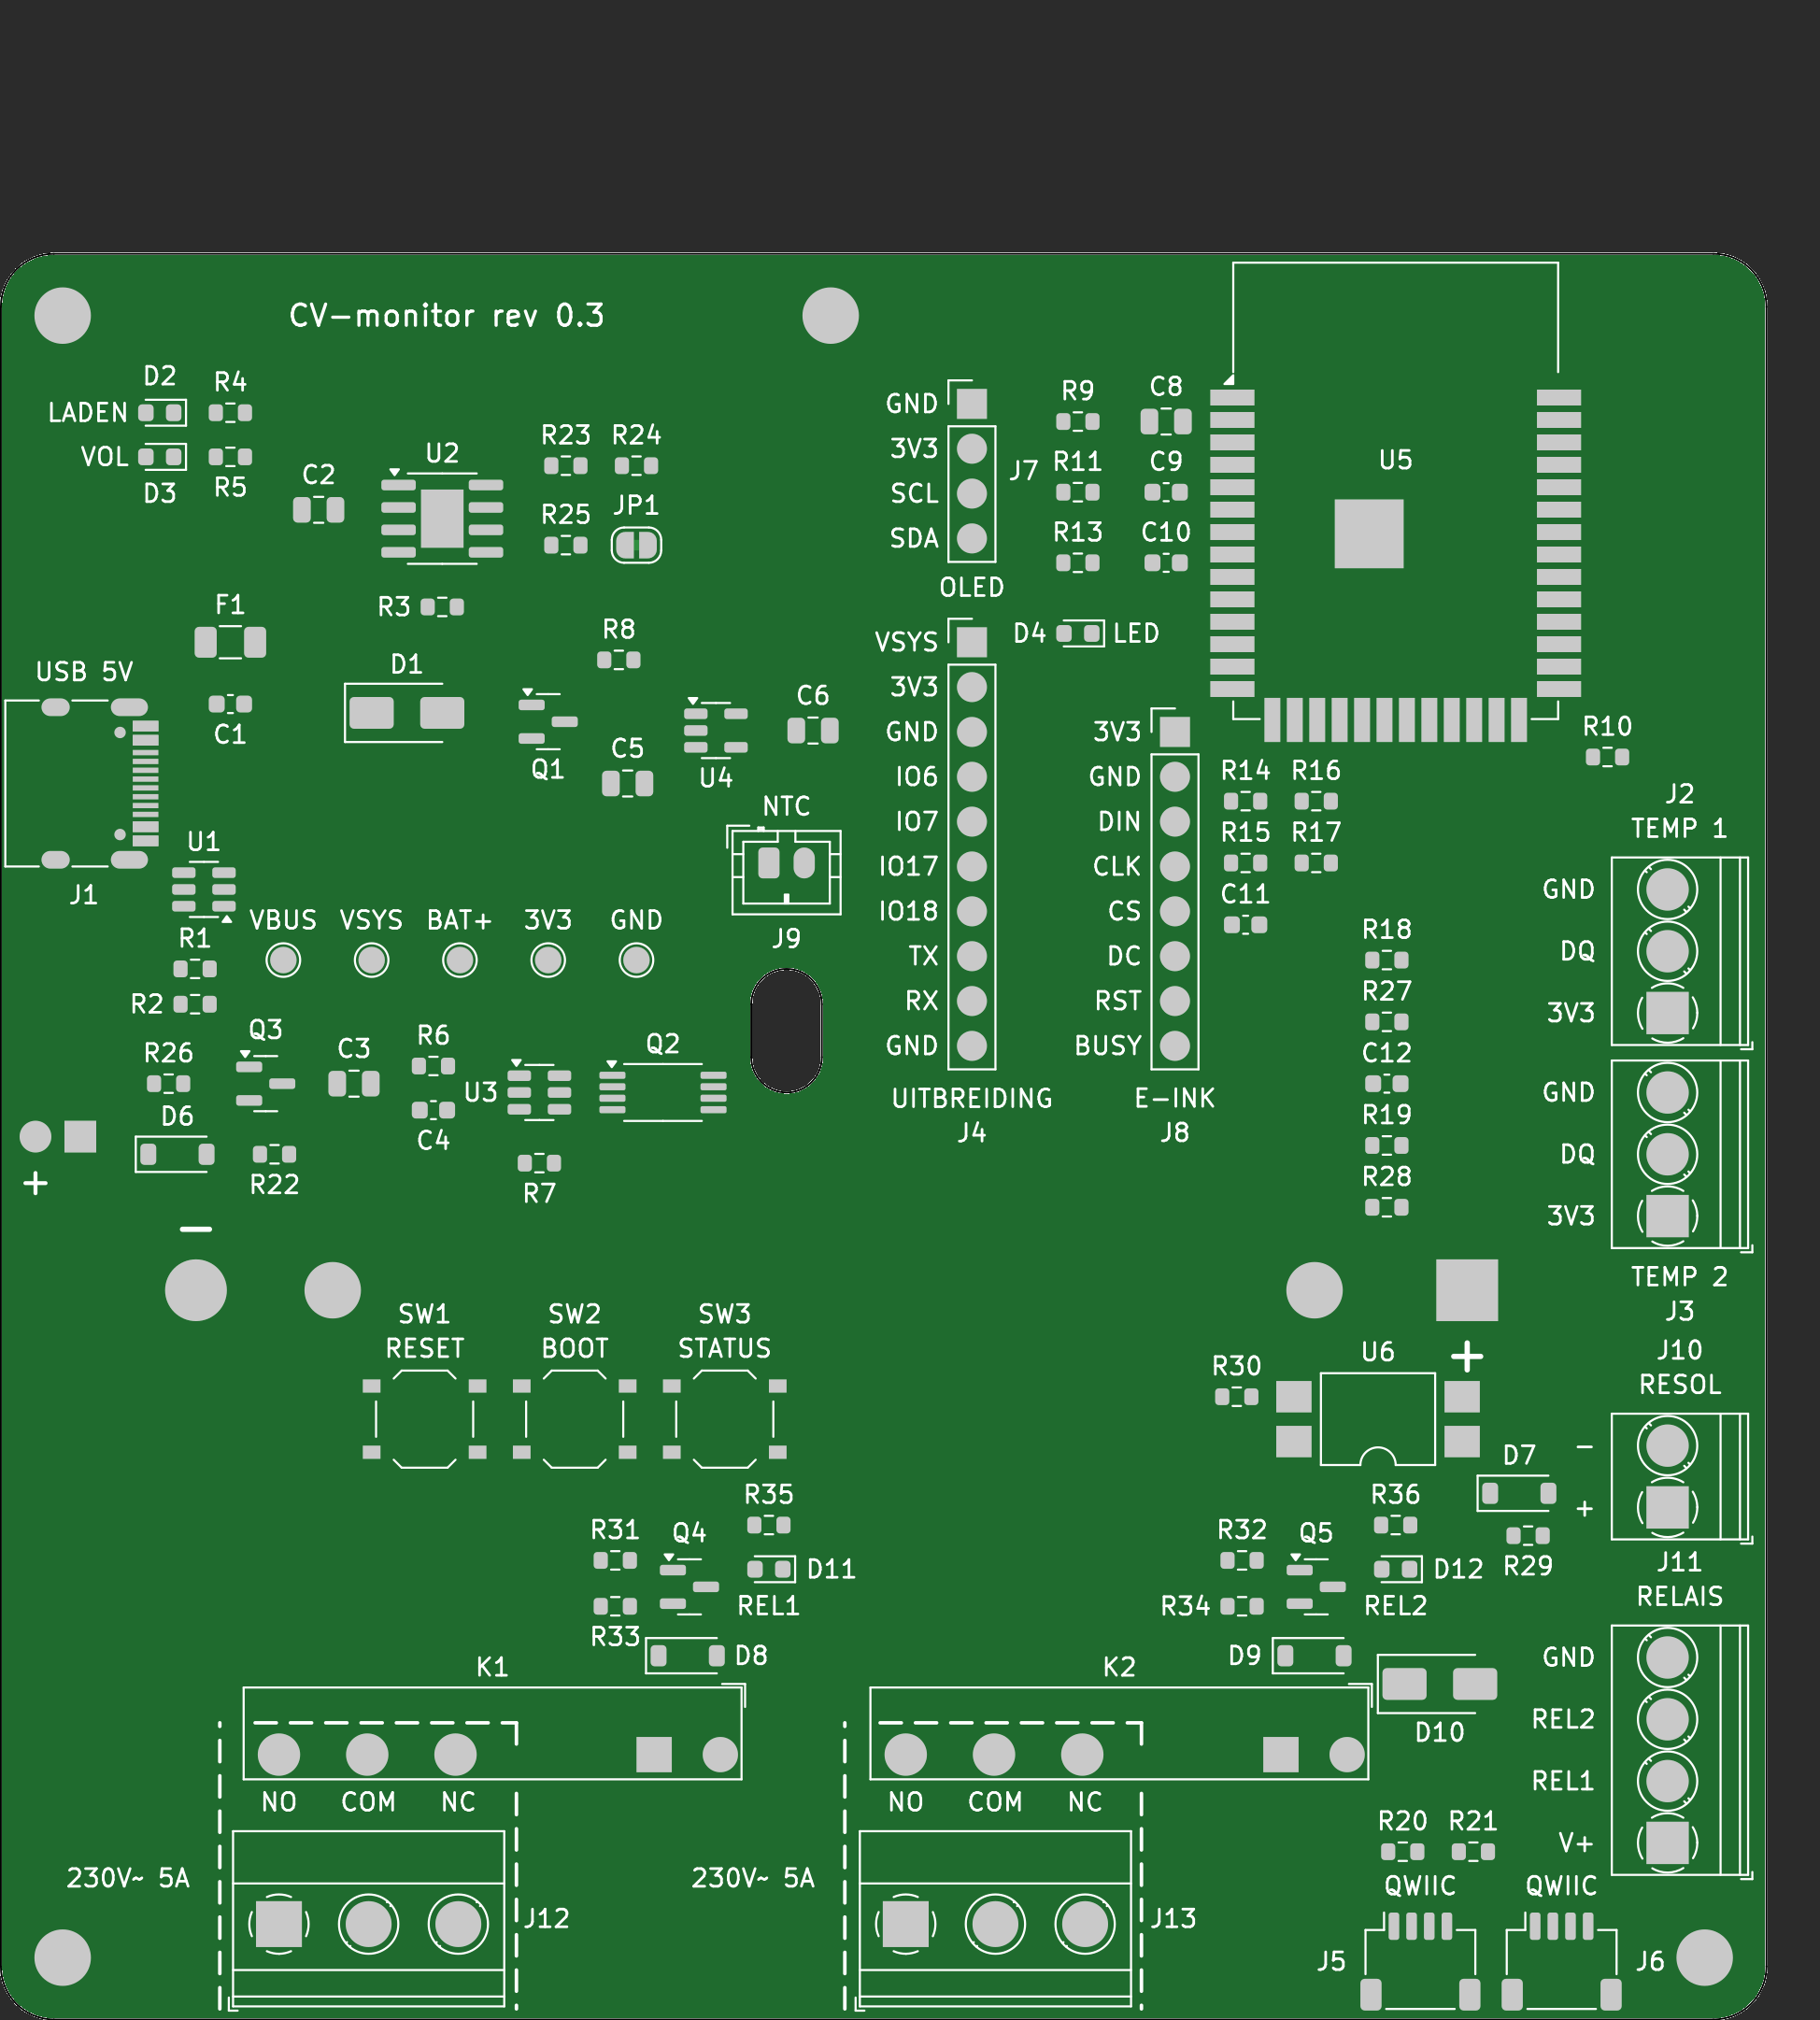 CV-monitor rev 0.3
D2
R4
LADEN
VOL
D3
R5
C2
U2
R23
R24
R25
JP1
R3
F1
USB 5V
C1
J1
D1
Q1
R8
C5
U4
C6
NTC
J9
U1
R1
R2
VBUS
VSYS
BAT+
3V3
GND
GND
3V3
SCL
SDA
J7
OLED
R9
R11
R13
C8
C9
C10
U5
D4
LED
VSYS
3V3
GND
IO6
IO7
IO17
IO18
TX
RX
GND
UITBREIDING
J4
3V3
GND
DIN
CLK
CS
DC
RST
BUSY
E-INK
J8
R14
R16
R15
R17
C11
R10
J2
TEMP 1
GND
DQ
3V3
R18
R27
C12
R19
R28
GND
DQ
3V3
TEMP 2
J3
Q3
R26
C3
R6
U3
Q2
D6
C4
R22
R7
+
−
SW1
RESET
SW2
BOOT
SW3
STATUS
+
J10
RESOL
R30
U6
−
+
D7
R29
R35
R31
Q4
D11
REL1
R33
D8
R36
R32
Q5
D12
R34
REL2
D9
D10
J11
RELAIS
GND
REL2
REL1
V+
K1
NO COM NC
230V~ 5A
J12
K2
NO COM NC
230V~ 5A
J13
R20
R21
QWIIC
QWIIC
J5
J6